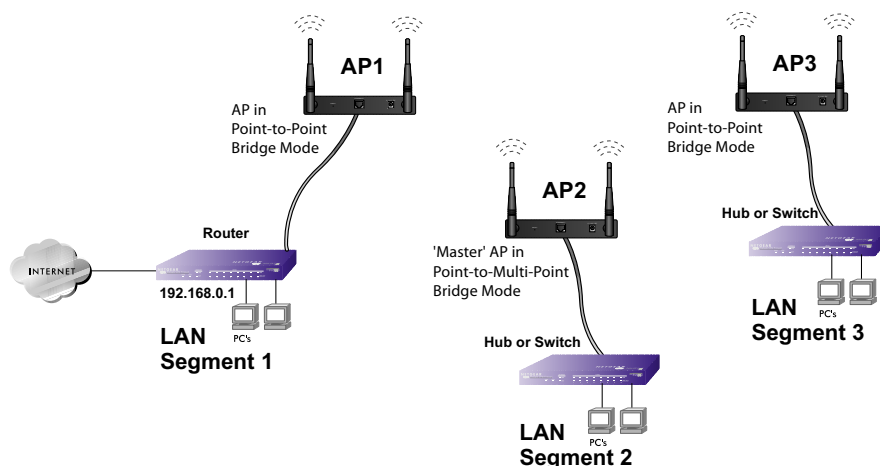 AP1
AP in
Point-to-Point
Bridge Mode
AP3
AP in
Point-to-Point
Bridge Mode
AP2
'Master' AP in
Point-to-Multi-Point
Bridge Mode
Router
INTERNET
192.168.0.1
PC's
LAN
Segment 1
Hub or Switch
PC's
LAN
Segment 3
Hub or Switch
PC's
LAN
Segment 2